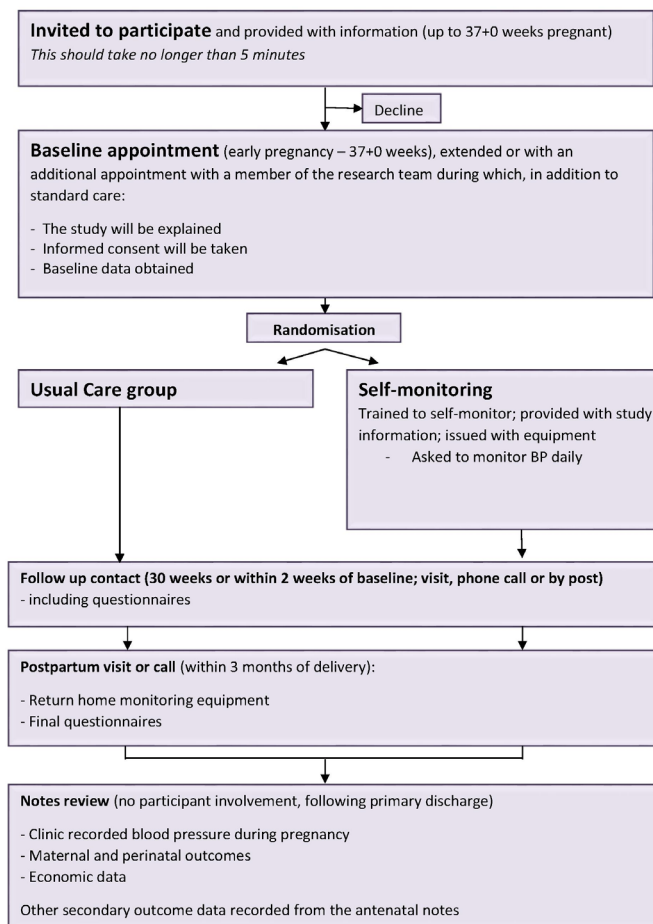 Invited to participate and provided with information (up to 37+0 weeks pregnant)
This should take no longer than 5 minutes
Decline
Baseline appointment (early pregnancy – 37+0 weeks), extended or with an
additional appointment with a member of the research team during which, in addition to
standard care:
- The study will be explained
- Informed consent will be taken
- Baseline data obtained
Randomisation
Usual Care group
Self-monitoring
Trained to self-monitor; provided with study
information; issued with equipment
- Asked to monitor BP daily
Follow up contact (30 weeks or within 2 weeks of baseline; visit, phone call or by post)
- including questionnaires
Postpartum visit or call (within 3 months of delivery):
- Return home monitoring equipment
- Final questionnaires
Notes review (no participant involvement, following primary discharge)
- Clinic recorded blood pressure during pregnancy
- Maternal and perinatal outcomes
- Economic data
Other secondary outcome data recorded from the antenatal notes